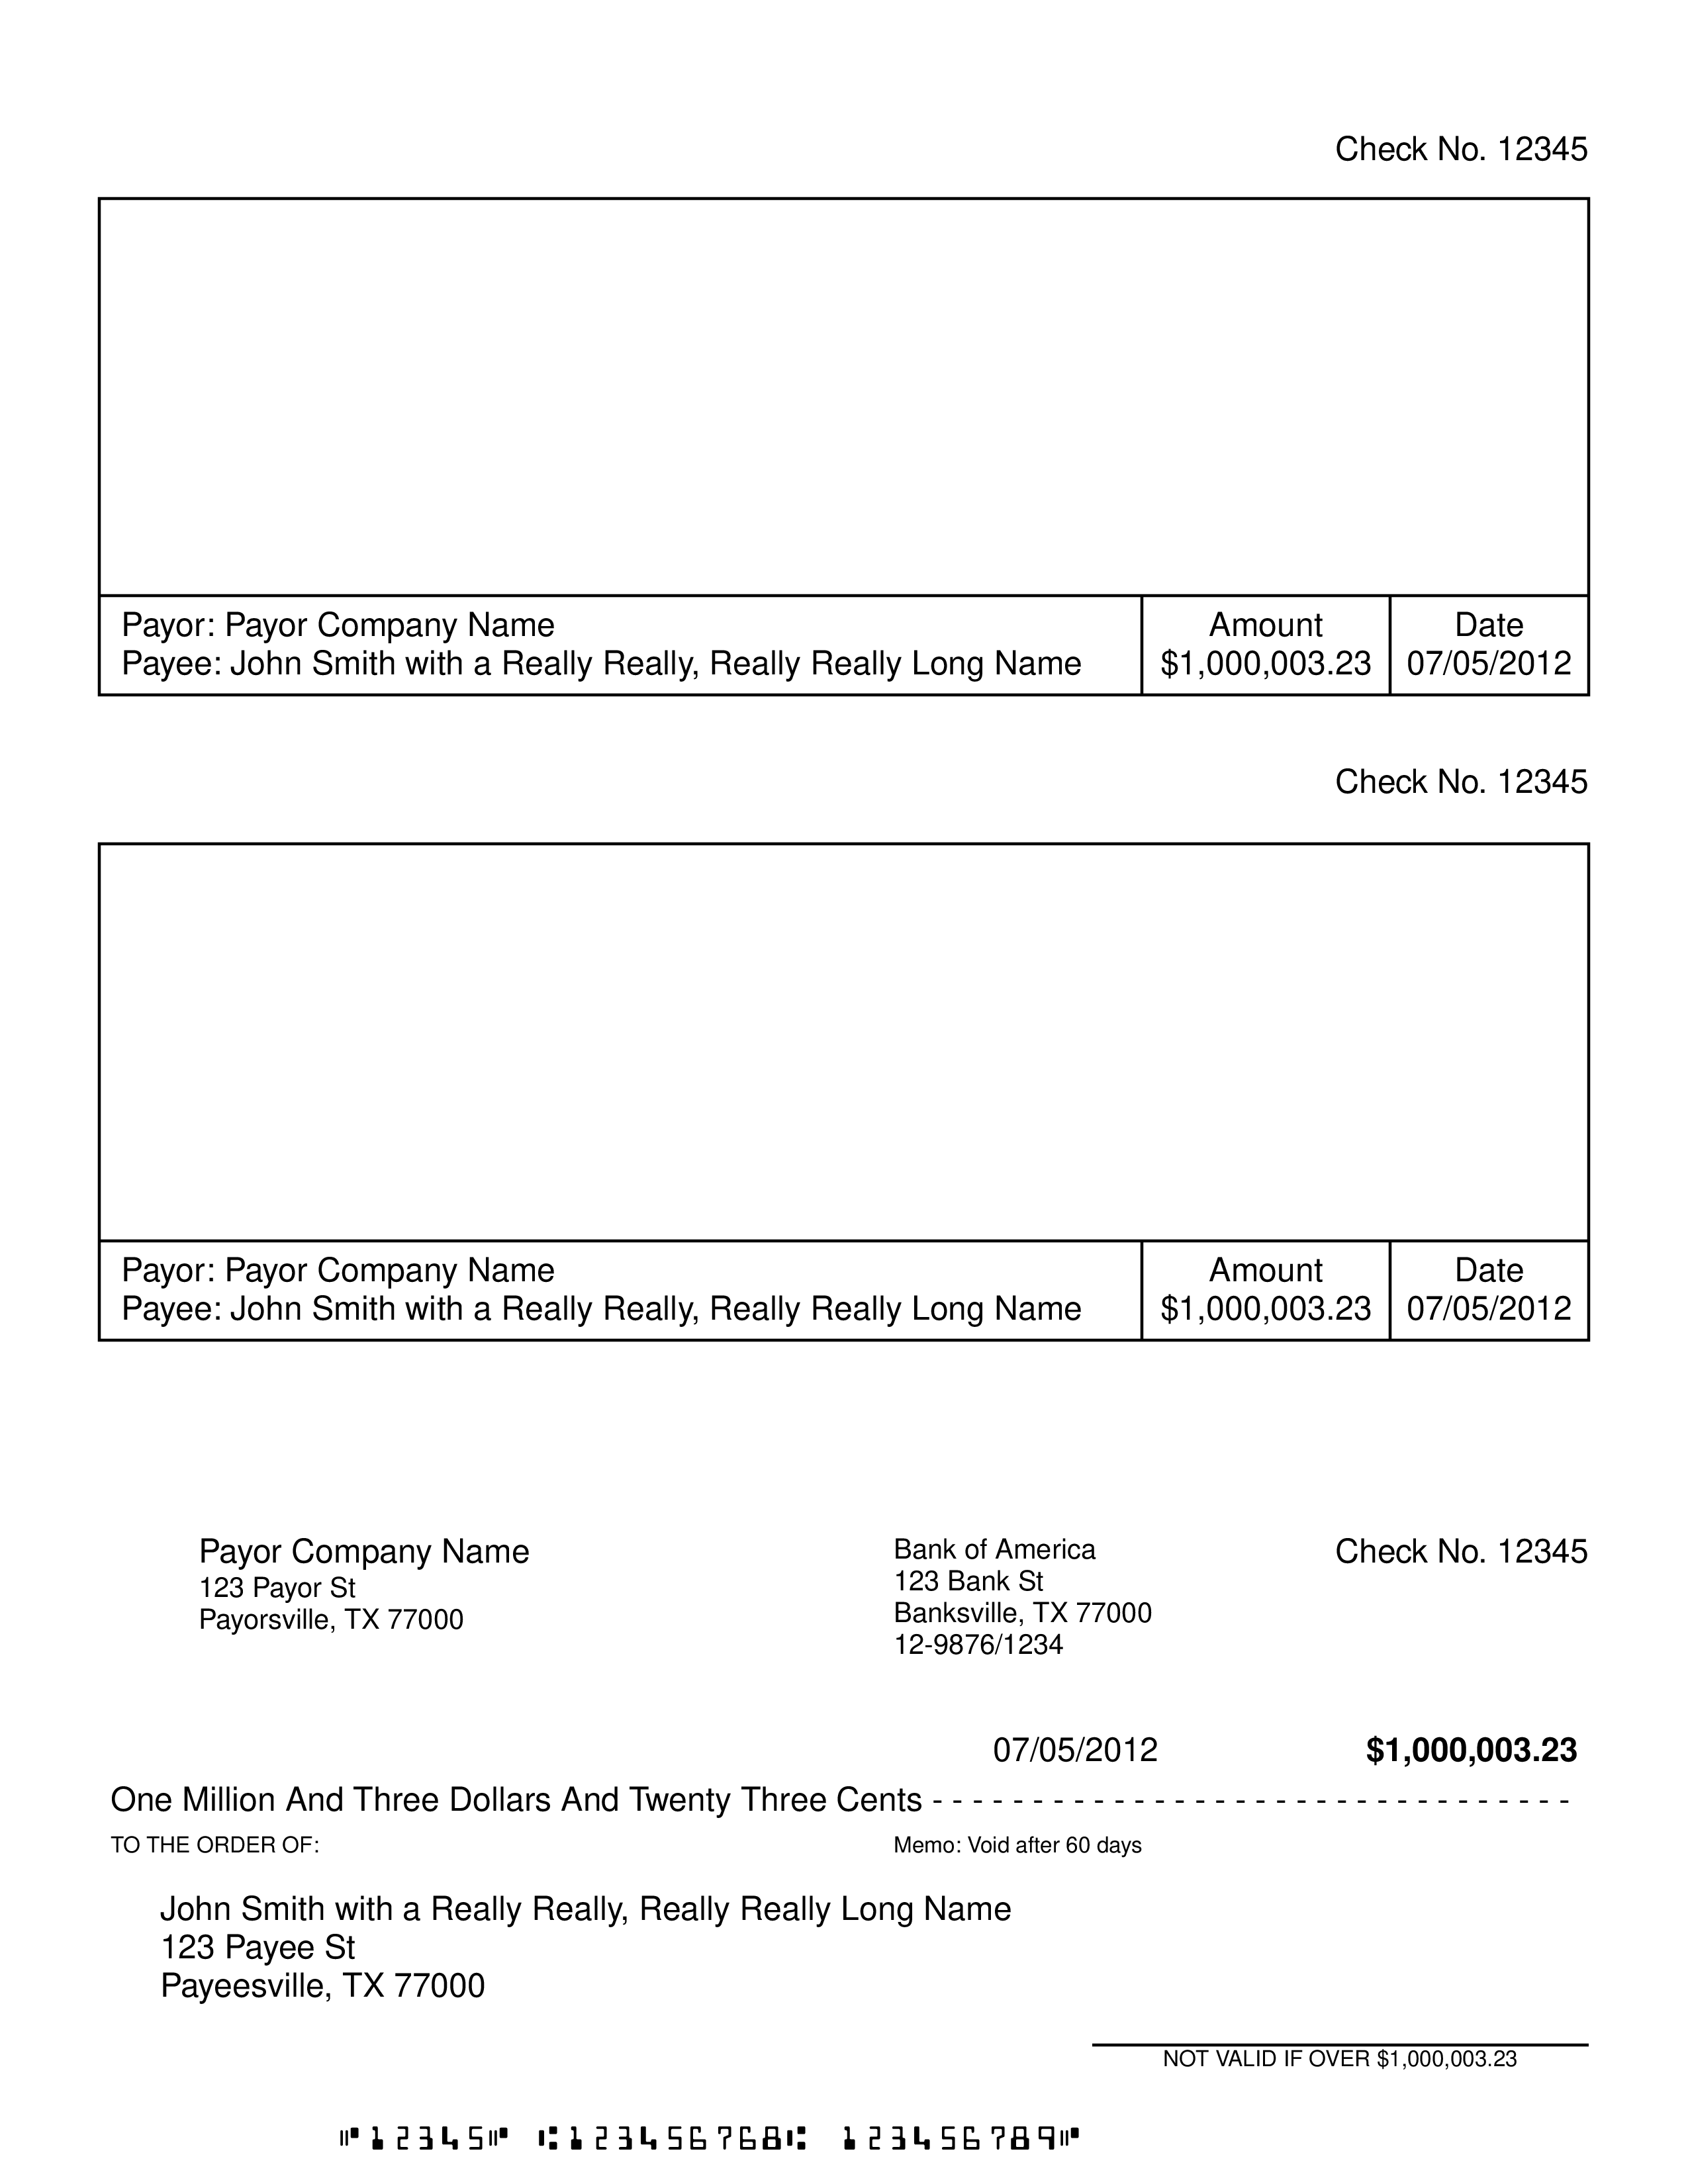 Check No. 12345
Payor: Payor Company Name
Payee: John Smith with a Really Really, Really Really Long Name
Amount
$1,000,003.23
Date
07/05/2012
Check No. 12345
Payor: Payor Company Name
Payee: John Smith with a Really Really, Really Really Long Name
Amount
$1,000,003.23
Date
07/05/2012
Payor Company Name
123 Payor St
Payorsville, TX 77000
Bank of America
123 Bank St
Banksville, TX 77000
12-9876/1234
Check No. 12345
07/05/2012
$1,000,003.23
One Million And Three Dollars And Twenty Three Cents - - - - - - - - - - - - - - - - - - - - - - - - - - - - - - - -
TO THE ORDER OF:
Memo: Void after 60 days
John Smith with a Really Really, Really Really Long Name
123 Payee St
Payeesville, TX 77000
NOT VALID IF OVER $1,000,003.23
⑈12345⑈ ⑆123456768⑆ 123456789⑈